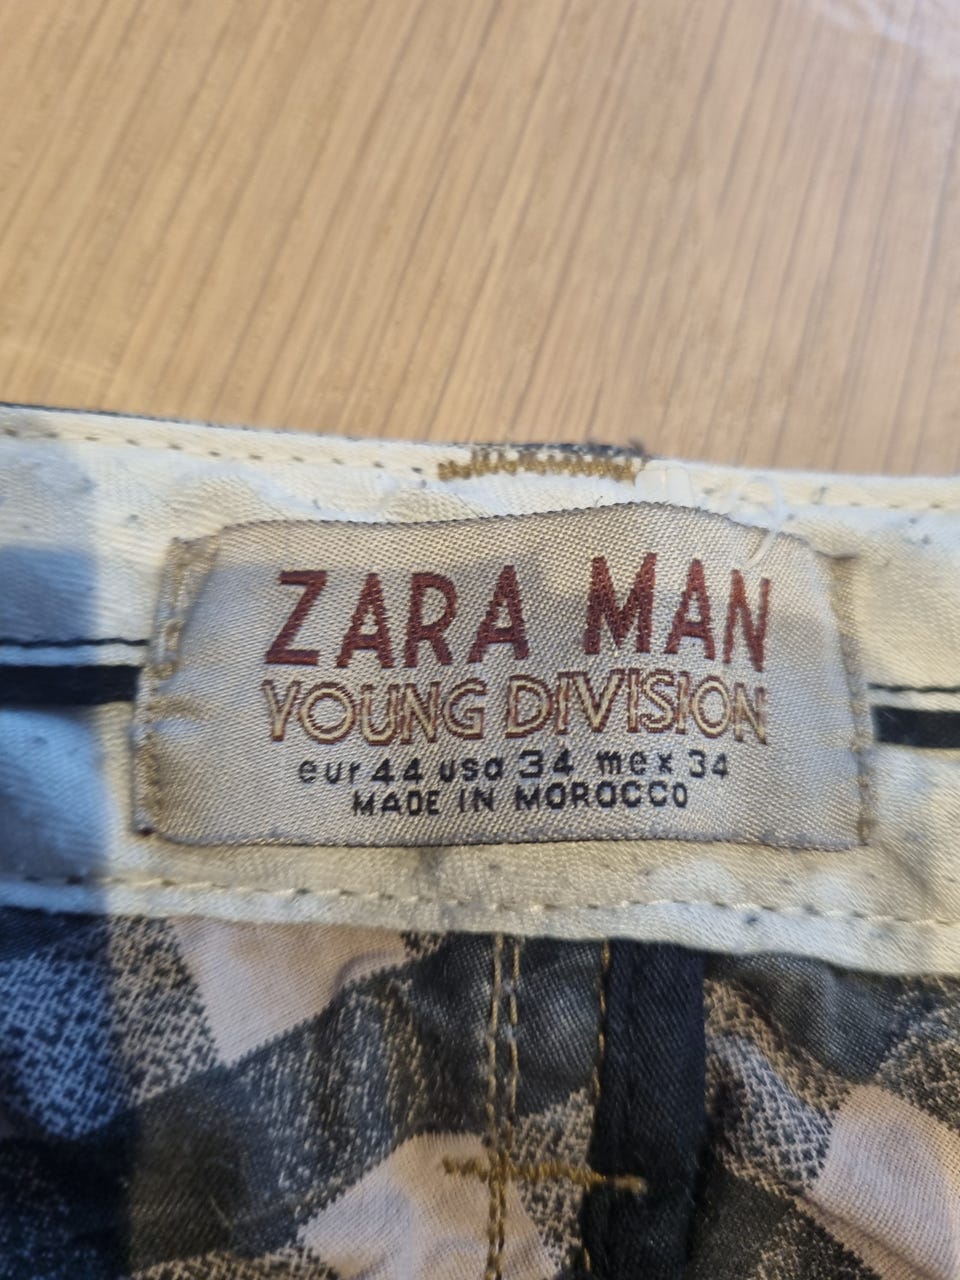 ZARA MAN
YOUNG DIVISION
eur 44 usa 34 mex 34
MADE IN MOROCCO